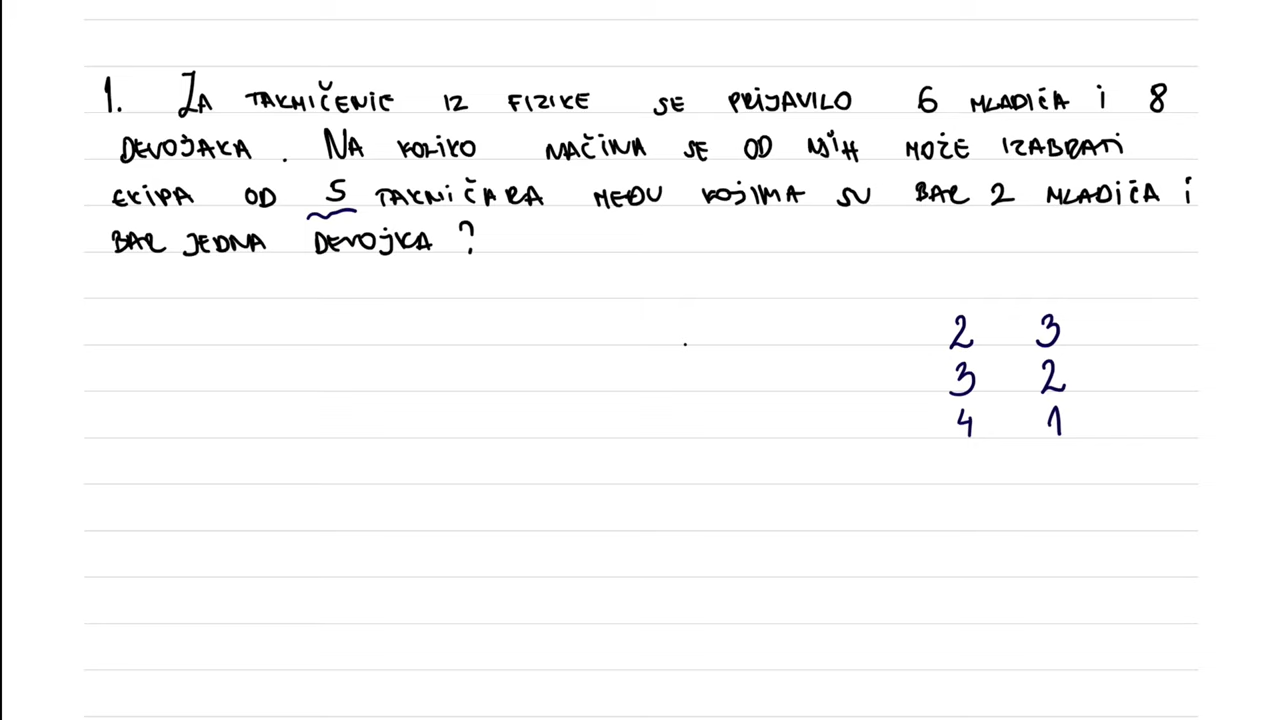 1. ZA TAKMIČENJE IZ FIZIKE SE PRIJAVILO 6 MLADIĆA I 8
DEVOJAKA. NA KOLIKO NAČINA SE OD NJIH MOŽE IZABRATI
EKIPA OD 5 TAKMIČARA MEĐU KOJIMA SU BAR 2 MLADIĆA I
BAR JEDNA DEVOJKA?
2 3
3 2
4 1